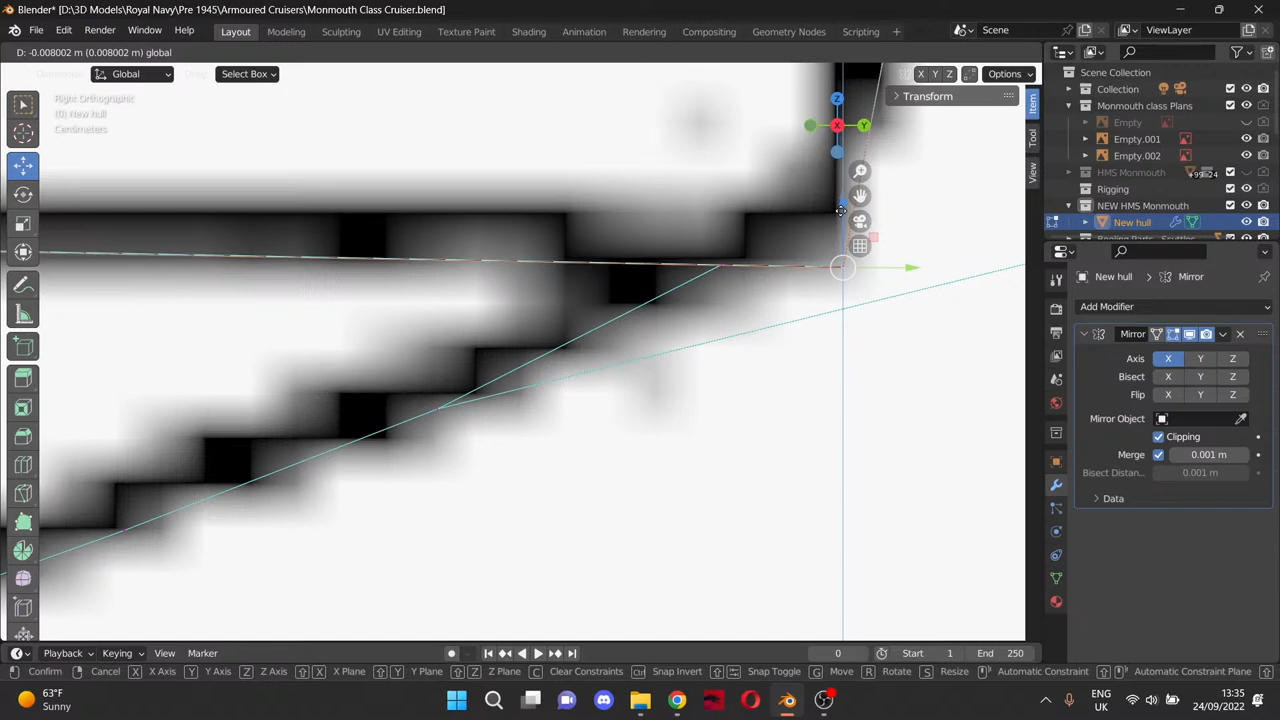 Blender* [D:\3D Models\Royal Navy\Pre 1945\Armoured Cruisers\Monmouth Class Cruiser.blend]
File Edit Render Window Help Layout Modeling Sculpting UV Editing Texture Paint Shading Animation Rendering Compositing Geometry Nodes Scripting + Scene ViewLayer
D: -0.008002 m (0.008002 m) global
Global Select Box X Y Z Options
Right Orthographic
(0) New hull
Centimeters
Transform
Item
Tool
View
Z
X
Y
Scene Collection
Collection
Monmouth class Plans
Empty
Empty.001
Empty.002
HMS Monmouth
Rigging
NEW HMS Monmouth
New hull
New hull > Mirror
Add Modifier
Mirror
Axis X Y Z
Bisect X Y Z
Flip X Y Z
Mirror Object
Clipping
Merge 0.001 m
Bisect Distan... 0.001 m
Data
Playback Keying View Marker 0 Start 1 End 250
Confirm Cancel X X Axis Y Y Axis Z Z Axis X X Plane Y Y Plane Z Z Plane C Clear Constraints Ctrl Snap Invert Snap Toggle G Move R Rotate S Resize Automatic Constraint Automatic Constraint Plane
63°F
Sunny
ENG
UK
13:35
24/09/2022